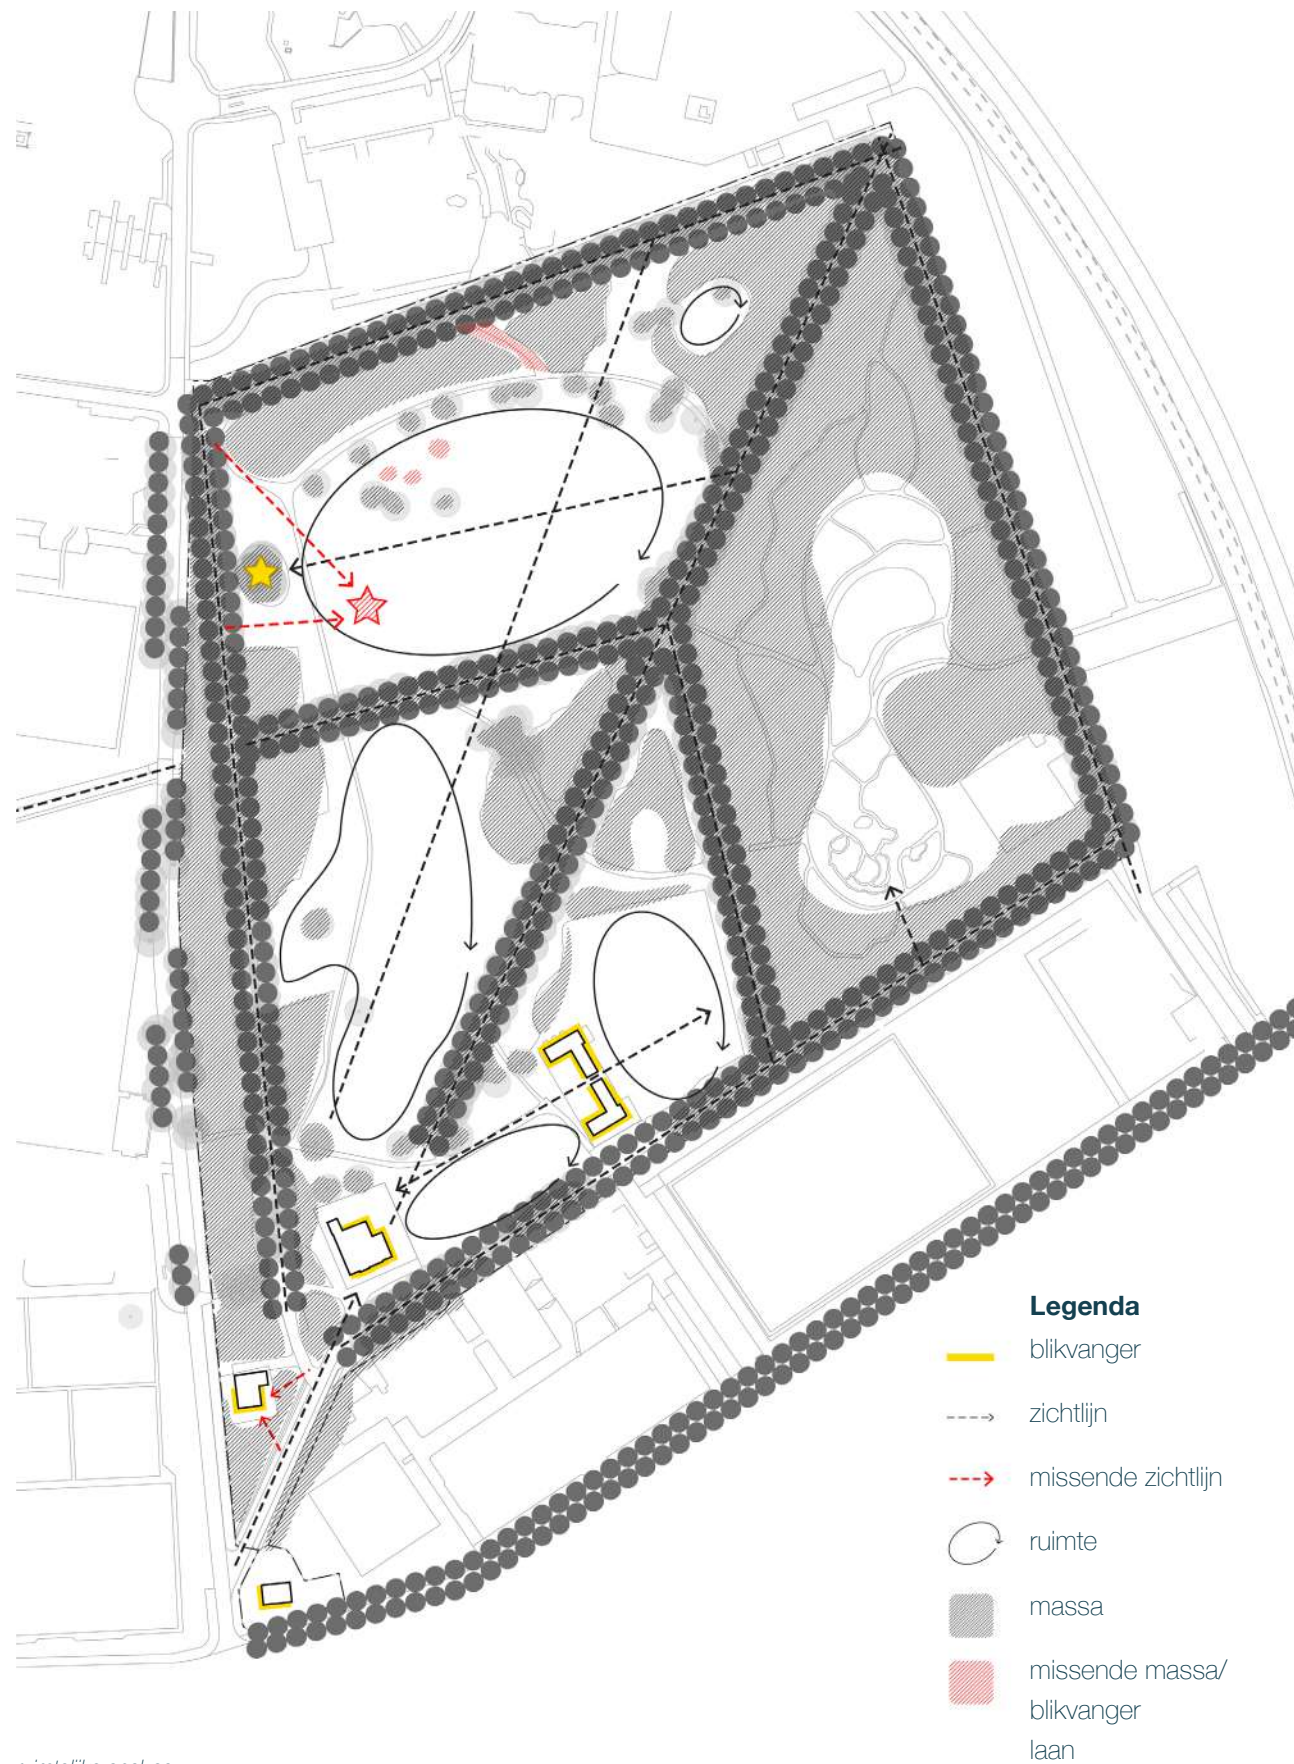 Legenda
blikvanger
zichtlijn
missende zichtlijn
ruimte
massa
missende massa/
blikvanger
laan